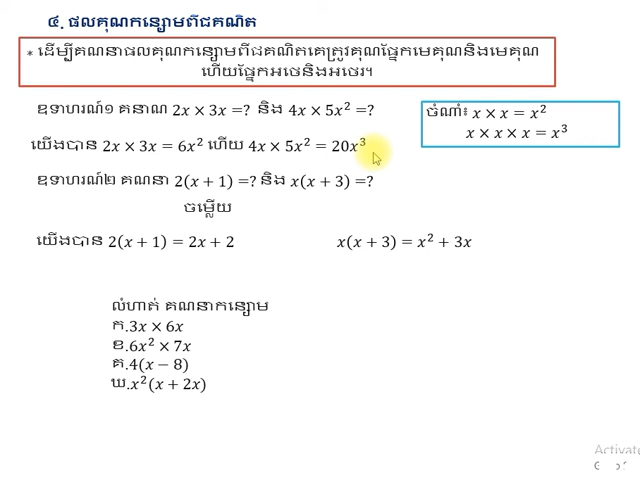 ៤. ផលគុណកន្សោមពីជគណិត
* ដើម្បីគណនាផលគុណកន្សោមពីជគណិតគេត្រូវគុណផ្នែកមេគុណនិងមេគុណ
ហើយផ្នែកអថេនិងអថេរ។
ឧទាហរណ៍១ គនាណ 2x × 3x =? និង 4x × 5x² =?
ចំណាំ៖ x × x = x²
x × x × x = x³
យើងបាន 2x × 3x = 6x² ហើយ 4x × 5x² = 20x³
ឧទាហរណ៍២ គណនា 2(x + 1) =? និង x(x + 3) =?
ចម្លើយ
យើងបាន 2(x + 1) = 2x + 2 x(x + 3) = x² + 3x
លំហាត់ គណនាកន្សោម
ក.3x × 6x
ខ.6x² × 7x
គ.4(x − 8)
ឃ.x²(x + 2x)
Activate